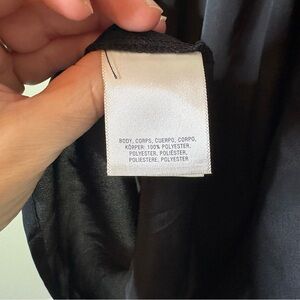 BODY, CORPS, CUERPO, CORPO,
KÖRPER: 100% POLYESTER,
POLYESTER, POLIÉSTER,
POLIESTERE, POLYESTER